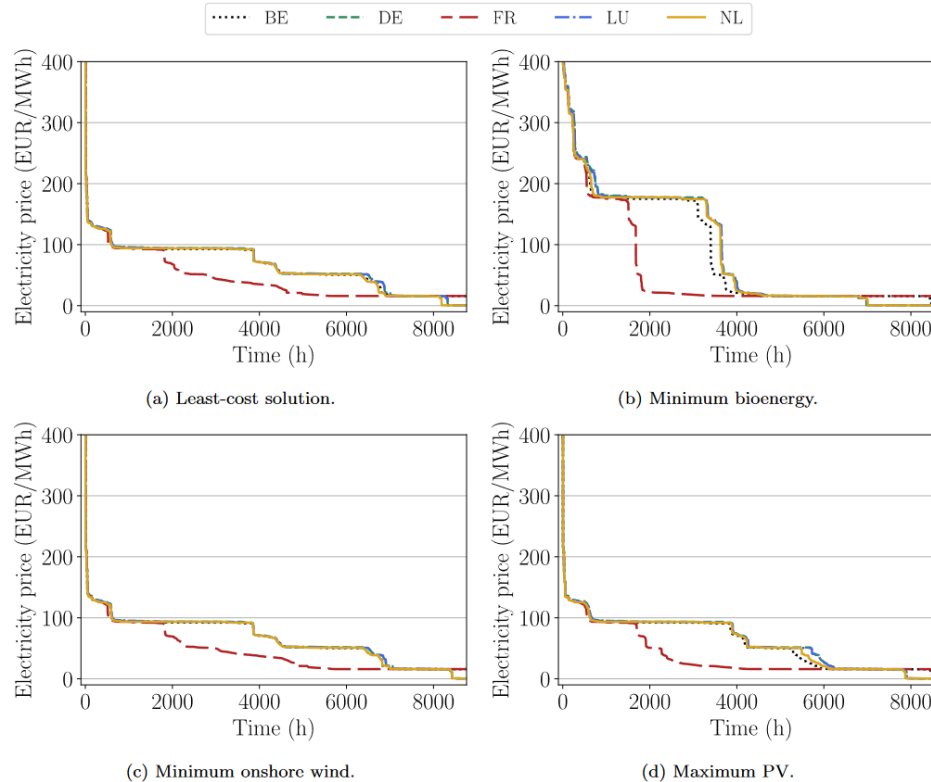 BE DE FR LU NL
Electricity price (EUR/MWh)
400
300
200
100
0
0 2000 4000 6000 8000
Time (h)
(a) Least-cost solution.
Electricity price (EUR/MWh)
400
300
200
100
0
0 2000 4000 6000 8000
Time (h)
(b) Minimum bioenergy.
Electricity price (EUR/MWh)
400
300
200
100
0
0 2000 4000 6000 8000
Time (h)
(c) Minimum onshore wind.
Electricity price (EUR/MWh)
400
300
200
100
0
0 2000 4000 6000 8000
Time (h)
(d) Maximum PV.